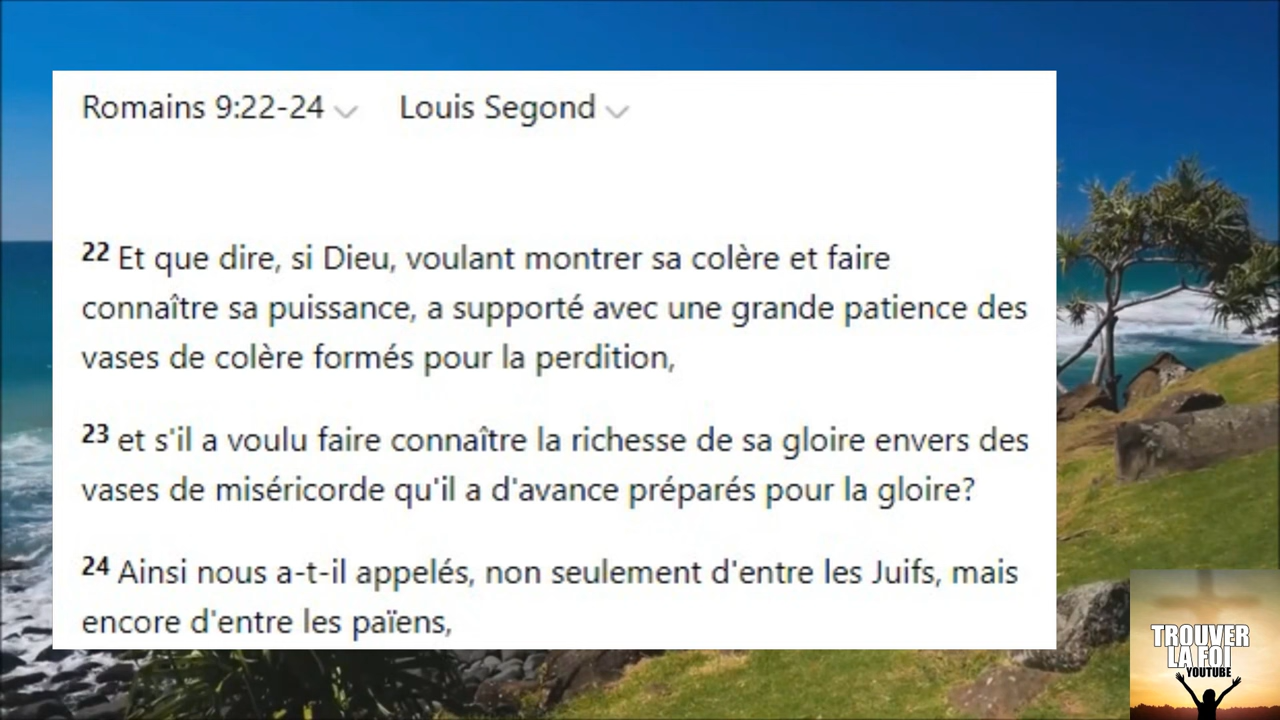 Romains 9:22-24 Louis Segond
22 Et que dire, si Dieu, voulant montrer sa colère et faire
connaître sa puissance, a supporté avec une grande patience des
vases de colère formés pour la perdition,
23 et s'il a voulu faire connaître la richesse de sa gloire envers des
vases de miséricorde qu'il a d'avance préparés pour la gloire?
24 Ainsi nous a-t-il appelés, non seulement d'entre les Juifs, mais
encore d'entre les païens,
TROUVER
LA FOI
YOUTUBE